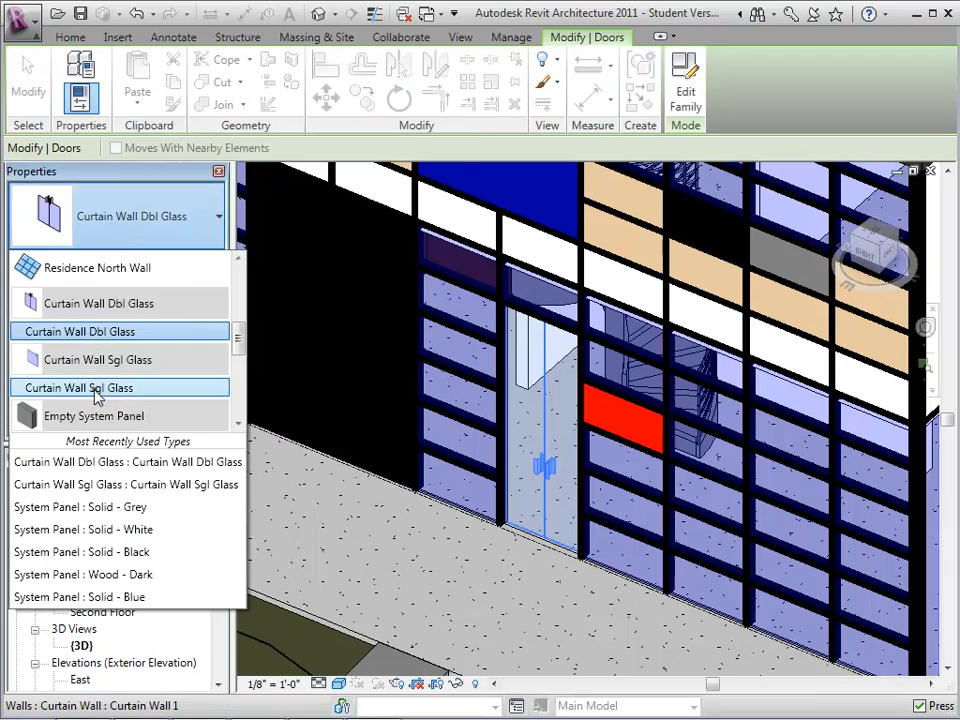 Autodesk Revit Architecture 2011 - Student Vers...
Home
Insert
Annotate
Structure
Massing & Site
Collaborate
View
Manage
Modify | Doors
Modify
Paste
Cope
Cut
Join
Edit
Family
Select
Properties
Clipboard
Geometry
Modify
View
Measure
Create
Mode
Modify | Doors
Moves With Nearby Elements
Properties
Curtain Wall Dbl Glass
Residence North Wall
Curtain Wall Dbl Glass
Curtain Wall Dbl Glass
Curtain Wall Sgl Glass
Curtain Wall Sgl Glass
Empty System Panel
Most Recently Used Types
Curtain Wall Dbl Glass : Curtain Wall Dbl Glass
Curtain Wall Sgl Glass : Curtain Wall Sgl Glass
System Panel : Solid - Grey
System Panel : Solid - White
System Panel : Solid - Black
System Panel : Wood - Dark
System Panel : Solid - Blue
Second Floor
3D Views
{3D}
Elevations (Exterior Elevation)
East
RIGHT
1/8" = 1'-0"
Walls : Curtain Wall : Curtain Wall 1
Main Model
Press